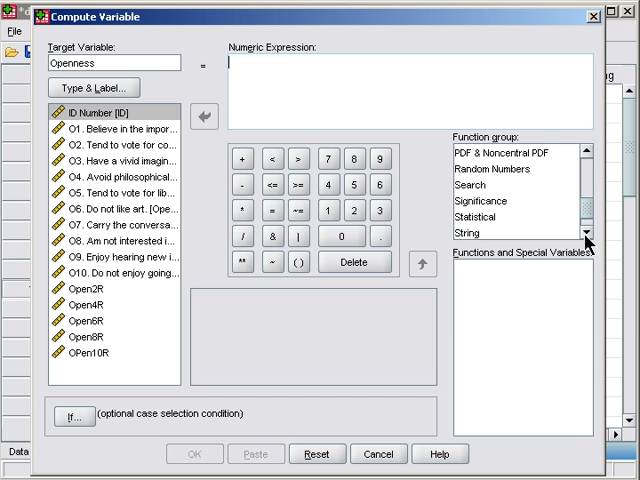 Compute Variable
File
Target Variable:
Openness
=
Numeric Expression:
Type & Label...
ID Number [ID]
O1. Believe in the impor...
O2. Tend to vote for co...
O3. Have a vivid imagin...
O4. Avoid philosophical...
O5. Tend to vote for lib...
O6. Do not like art. [Ope...
O7. Carry the conversa...
O8. Am not interested i...
O9. Enjoy hearing new i...
O10. Do not enjoy going...
Open2R
Open4R
Open6R
Open8R
OPen10R
+ < > 7 8 9
- <= >= 4 5 6
* = ~= 1 2 3
/ & | 0 .
** ~ ( ) Delete
Function group:
PDF & Noncentral PDF
Random Numbers
Search
Significance
Statistical
String
Functions and Special Variables:
If... (optional case selection condition)
OK Paste Reset Cancel Help
Data